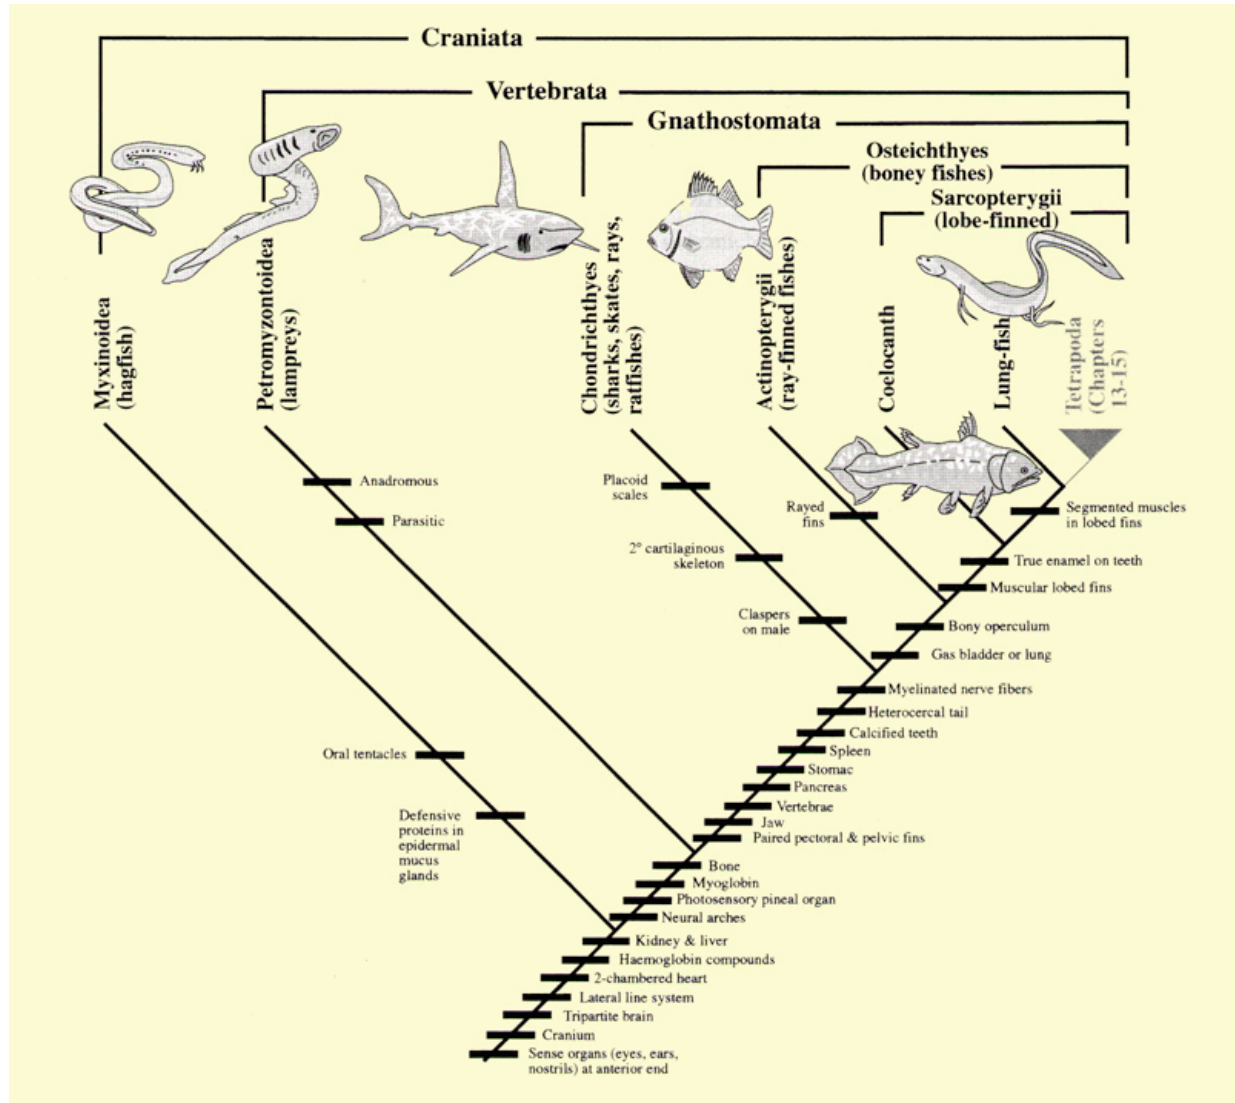 Craniata
Vertebrata
Gnathostomata
Osteichthyes
(boney fishes)
Sarcopterygii
(lobe-finned)
Myxinoidea
(hagfish)
Petromyzontoidea
(lampreys)
Chondrichthyes
(sharks, skates, rays,
ratfishes)
Actinopterygii
(ray-finned fishes)
Coelocanth
Lung-fish
Tetrapoda
(Chapters
13-15)
Anadromous
Parasitic
Placoid
scales
2° cartilaginous
skeleton
Claspers
on male
Rayed
fins
Segmented muscles
in lobed fins
True enamel on teeth
Muscular lobed fins
Bony operculum
Gas bladder or lung
Myelinated nerve fibers
Heterocercal tail
Calcified teeth
Spleen
Stomac
Pancreas
Vertebrae
Jaw
Paired pectoral & pelvic fins
Oral tentacles
Defensive
proteins in
epidermal
mucus
glands
Bone
Myoglobin
Photosensory pineal organ
Neural arches
Kidney & liver
Haemoglobin compounds
2-chambered heart
Lateral line system
Tripartite brain
Cranium
Sense organs (eyes, ears,
nostrils) at anterior end